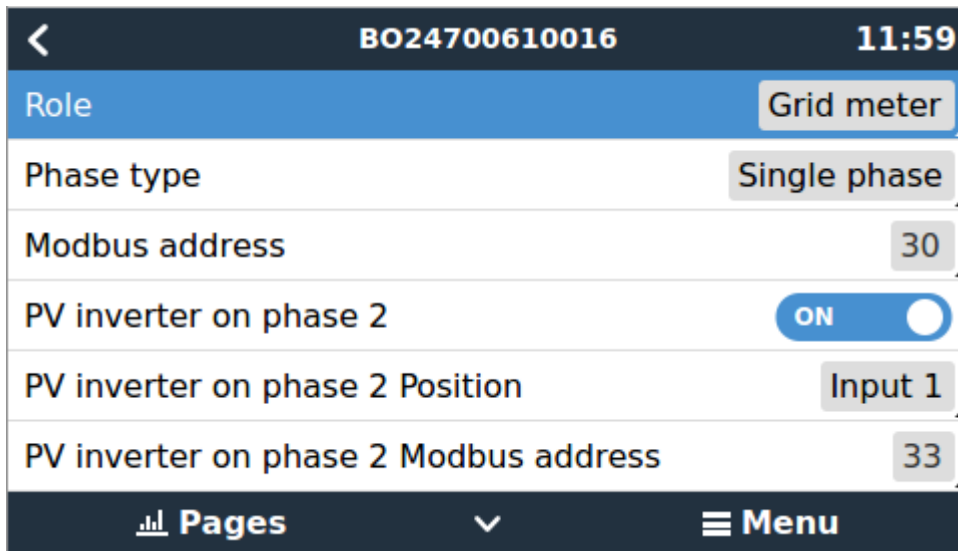 BO24700610016 11:59
Role Grid meter
Phase type Single phase
Modbus address 30
PV inverter on phase 2 ON
PV inverter on phase 2 Position Input 1
PV inverter on phase 2 Modbus address 33
Pages Menu